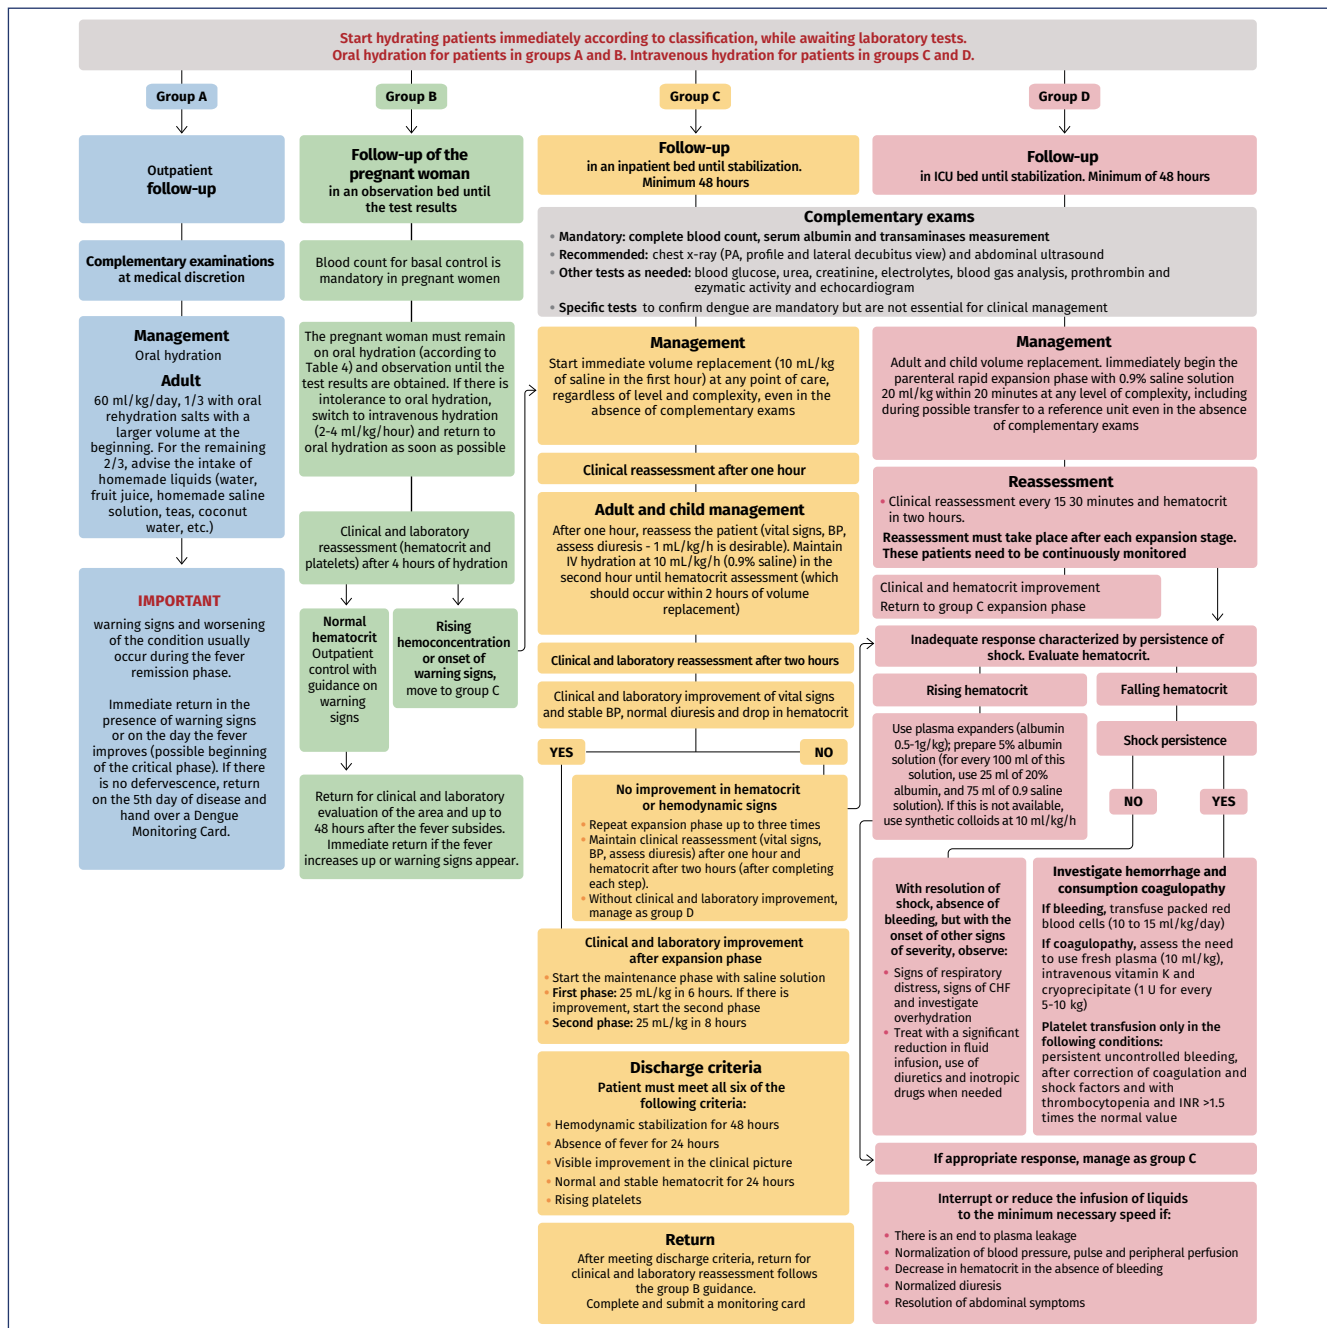 Start hydrating patients immediately according to classification, while awaiting laboratory tests.
Oral hydration for patients in groups A and B. Intravenous hydration for patients in groups C and D.
Group A
Group B
Group C
Group D
Outpatient
follow-up
Complementary examinations
at medical discretion
Management
Oral hydration
Adult
60 ml/kg/day, 1/3 with oral
rehydration salts with a
larger volume at the
beginning. For the remaining
2/3, advise the intake of
homemade liquids (water,
fruit juice, homemade saline
solution, teas, coconut
water, etc.)
IMPORTANT
warning signs and worsening
of the condition usually
occur during the fever
remission phase.
Immediate return in the
presence of warning signs
or on the day the fever
improves (possible beginning
of the critical phase). If there
is no defervescence, return
on the 5th day of disease and
hand over a Dengue
Monitoring Card.
Follow-up of the
pregnant woman
in an observation bed until
the test results
Blood count for basal control is
mandatory in pregnant women
The pregnant woman must remain
on oral hydration (according to
Table 4) and observation until the
test results are obtained. If there is
intolerance to oral hydration,
switch to intravenous hydration
(2-4 ml/kg/hour) and return to
oral hydration as soon as possible
Clinical and laboratory
reassessment (hematocrit and
platelets) after 4 hours of hydration
Normal
hematocrit
Outpatient
control with
guidance on
warning
signs
Rising
hemoconcentration
or onset of
warning signs,
move to group C
Return for clinical and laboratory
evaluation of the area and up to
48 hours after the fever subsides.
Immediate return if the fever
increases up or warning signs appear.
Follow-up
in an inpatient bed until stabilization.
Minimum 48 hours
Follow-up
in ICU bed until stabilization. Minimum of 48 hours
Complementary exams
• Mandatory: complete blood count, serum albumin and transaminases measurement
• Recommended: chest x-ray (PA, profile and lateral decubitus view) and abdominal ultrasound
• Other tests as needed: blood glucose, urea, creatinine, electrolytes, blood gas analysis, prothrombin and
ezymatic activity and echocardiogram
• Specific tests to confirm dengue are mandatory but are not essential for clinical management
Management
Start immediate volume replacement (10 mL/kg
of saline in the first hour) at any point of care,
regardless of level and complexity, even in the
absence of complementary exams
Clinical reassessment after one hour
Adult and child management
After one hour, reassess the patient (vital signs, BP,
assess diuresis - 1 mL/kg/h is desirable). Maintain
IV hydration at 10 mL/kg/h (0.9% saline) in the
second hour until hematocrit assessment (which
should occur within 2 hours of volume
replacement)
Clinical and laboratory reassessment after two hours
Clinical and laboratory improvement of vital signs
and stable BP, normal diuresis and drop in hematocrit
YES
NO
No improvement in hematocrit
or hemodynamic signs
• Repeat expansion phase up to three times
• Maintain clinical reassessment (vital signs,
BP, assess diuresis) after one hour and
hematocrit after two hours (after completing
each step).
• Without clinical and laboratory improvement,
manage as group D
Clinical and laboratory improvement
after expansion phase
• Start the maintenance phase with saline solution
• First phase: 25 mL/kg in 6 hours. If there is
improvement, start the second phase
• Second phase: 25 mL/kg in 8 hours
Discharge criteria
Patient must meet all six of the
following criteria:
• Hemodynamic stabilization for 48 hours
• Absence of fever for 24 hours
• Visible improvement in the clinical picture
• Normal and stable hematocrit for 24 hours
• Rising platelets
Return
After meeting discharge criteria, return for
clinical and laboratory reassessment follows
the group B guidance.
Complete and submit a monitoring card
Management
Adult and child volume replacement. Iimmediately begin the
parenteral rapid expansion phase with 0.9% saline solution
20 ml/kg within 20 minutes at any level of complexity, including
during possible transfer to a reference unit even in the absence
of complementary exams
Reassessment
• Clinical reassessment every 15 30 minutes and hematocrit
in two hours.
Reassessment must take place after each expansion stage.
These patients need to be continuously monitored
Clinical and hematocrit improvement
Return to group C expansion phase
Inadequate response characterized by persistence of
shock. Evaluate hematocrit.
Rising hematocrit
Falling hematocrit
Use plasma expanders (albumin
0.5-1g/kg); prepare 5% albumin
solution (for every 100 ml of this
solution, use 25 ml of 20%
albumin, and 75 ml of 0.9 saline
solution). If this is not available,
use synthetic colloids at 10 ml/kg/h
Shock persistence
NO
YES
With resolution of
shock, absence of
bleeding, but with the
onset of other signs
of severity, observe:
• Signs of respiratory
distress, signs of CHF
and investigate
overhydration
• Treat with a significant
reduction in fluid
infusion, use of
diuretics and inotropic
drugs when needed
Investigate hemorrhage and
consumption coagulopathy
If bleeding, transfuse packed red
blood cells (10 to 15 ml/kg/day)
If coagulopathy, assess the need
to use fresh plasma (10 ml/kg),
intravenous vitamin K and
cryoprecipitate (1 U for every
5-10 kg)
Platelet transfusion only in the
following conditions:
persistent uncontrolled bleeding,
after correction of coagulation and
shock factors and with
thrombocytopenia and INR >1.5
times the normal value
If appropriate response, manage as group C
Interrupt or reduce the infusion of liquids
to the minimum necessary speed if:
• There is an end to plasma leakage
• Normalization of blood pressure, pulse and peripheral perfusion
• Decrease in hematocrit in the absence of bleeding
• Normalized diuresis
• Resolution of abdominal symptoms